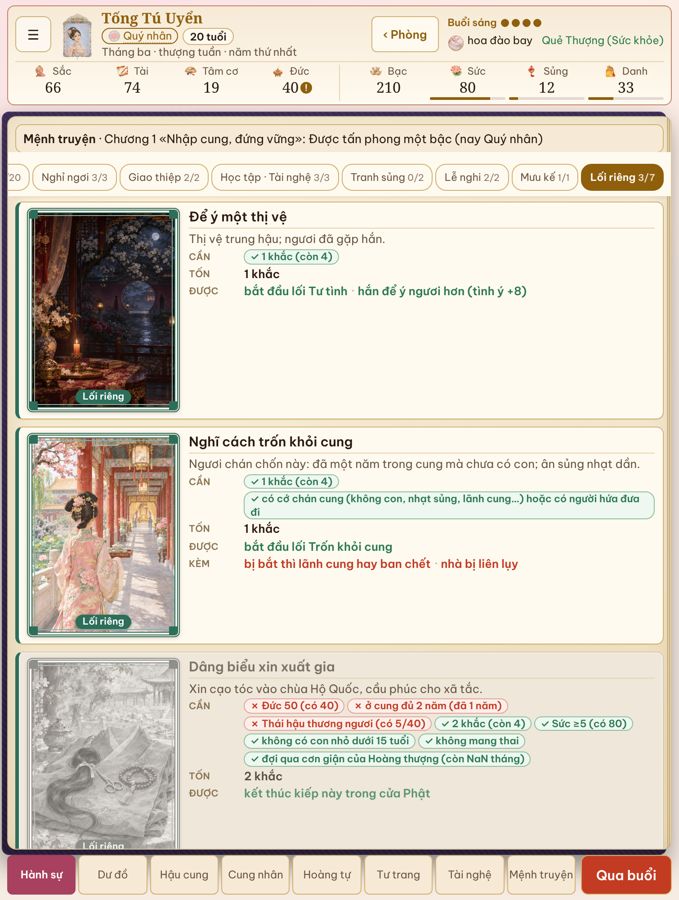 ☰
Tống Tú Uyển
Quý nhân 20 tuổi
Tháng ba · thượng tuần · năm thứ nhất
‹ Phòng
Buổi sáng
hoa đào bay Quẻ Thượng (Sức khỏe)
Sắc Tài Tâm cơ Đức Bạc Sức Sủng Danh
66 74 19 40 ! 210 80 12 33
Mệnh truyện · Chương 1 «Nhập cung, đứng vững»: Được tấn phong một bậc (nay Quý nhân)
/20 Nghỉ ngơi 3/3 Giao thiệp 2/2 Học tập · Tài nghệ 3/3 Tranh sủng 0/2 Lễ nghi 2/2 Mưu kế 1/1 Lối riêng 3/7
Để ý một thị vệ
Thị vệ trung hậu; ngươi đã gặp hắn.
CẦN ✓ 1 khắc (còn 4)
TỐN 1 khắc
ĐƯỢC bắt đầu lối Tư tình · hắn để ý ngươi hơn (tình ý +8)
Lối riêng
Nghĩ cách trốn khỏi cung
Ngươi chán chốn này: đã một năm trong cung mà chưa có con; ân sủng nhạt dần.
CẦN ✓ 1 khắc (còn 4)
✓ có cớ chán cung (không con, nhạt sủng, lãnh cung…) hoặc có người hứa đưa
đi
TỐN 1 khắc
ĐƯỢC bắt đầu lối Trốn khỏi cung
KÈM bị bắt thì lãnh cung hay ban chết · nhà bị liên lụy
Lối riêng
Dâng biểu xin xuất gia
Xin cạo tóc vào chùa Hộ Quốc, cầu phúc cho xã tắc.
CẦN × Đức 50 (có 40) × ở cung đủ 2 năm (đã 1 năm)
× Thái hậu thương ngươi (có 5/40) ✓ 2 khắc (còn 4) ✓ Sức ≥5 (có 80)
✓ không có con nhỏ dưới 15 tuổi ✓ không mang thai
✓ đợi qua cơn giận của Hoàng thượng (còn NaN tháng)
TỐN 2 khắc
ĐƯỢC kết thúc kiếp này trong cửa Phật
Lối riêng
Hành sự Dư đồ Hậu cung Cung nhân Hoàng tự Tư trang Tài nghệ Mệnh truyện Qua buổi